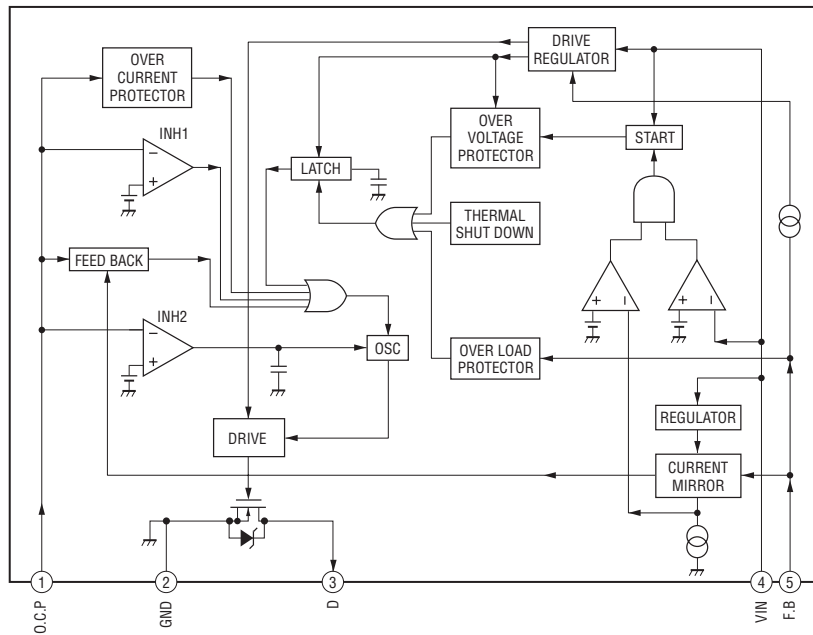 DRIVE
REGULATOR
OVER
CURRENT
PROTECTOR
INH1
OVER
VOLTAGE
PROTECTOR
START
LATCH
THERMAL
SHUT DOWN
FEED BACK
INH2
OSC
OVER LOAD
PROTECTOR
REGULATOR
DRIVE
CURRENT
MIRROR
1
2
3
4
5
O.C.P
GND
D
VIN
F.B